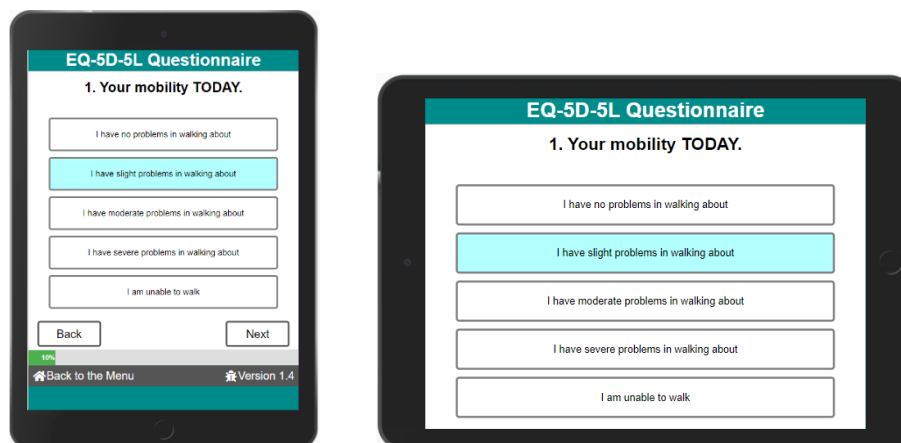 EQ-5D-5L Questionnaire
1. Your mobility TODAY.
I have no problems in walking about
I have slight problems in walking about
I have moderate problems in walking about
I have severe problems in walking about
I am unable to walk
Back
Next
10%
Back to the Menu
Version 1.4
EQ-5D-5L Questionnaire
1. Your mobility TODAY.
I have no problems in walking about
I have slight problems in walking about
I have moderate problems in walking about
I have severe problems in walking about
I am unable to walk